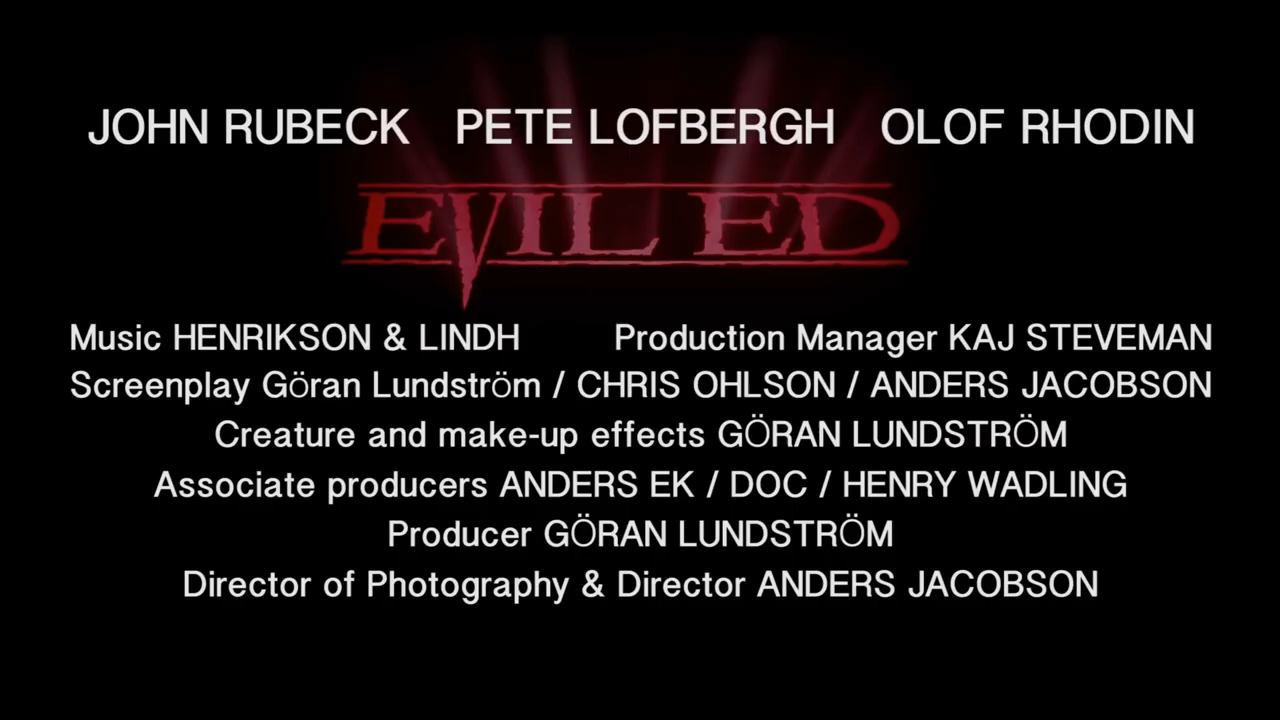 JOHN RUBECK PETE LOFBERGH OLOF RHODIN
EVIL ED
Music HENRIKSON & LINDH Production Manager KAJ STEVEMAN
Screenplay Göran Lundström / CHRIS OHLSON / ANDERS JACOBSON
Creature and make-up effects GÖRAN LUNDSTRÖM
Associate producers ANDERS EK / DOC / HENRY WADLING
Producer GÖRAN LUNDSTRÖM
Director of Photography & Director ANDERS JACOBSON